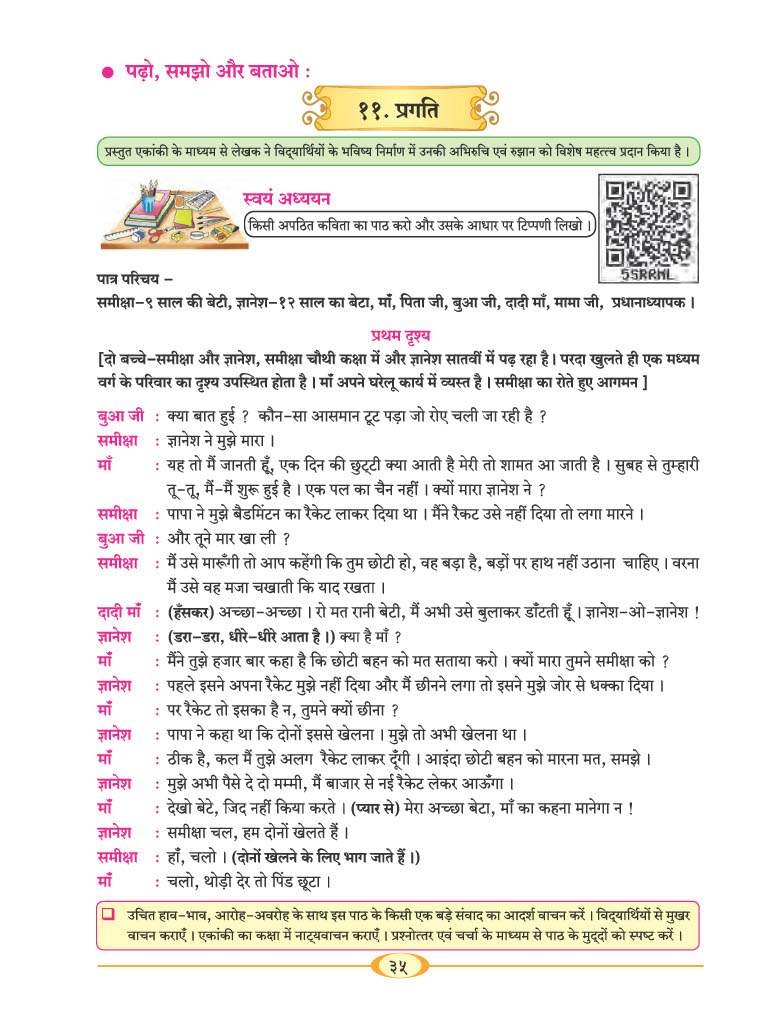 ● पढ़ो, समझो और बताओ :
११. प्रगति
प्रस्तुत एकांकी के माध्यम से लेखक ने विद्यार्थियों के भविष्य निर्माण में उनकी अभिरुचि एवं रुझान को विशेष महत्त्व प्रदान किया है ।
स्वयं अध्ययन
किसी अपठित कविता का पाठ करो और उसके आधार पर टिप्पणी लिखो ।
5SRRHL
पात्र परिचय –
समीक्षा–९ साल की बेटी, ज्ञानेश–१२ साल का बेटा, माँ, पिता जी, बुआ जी, दादी माँ, मामा जी, प्रधानाध्यापक ।
प्रथम दृश्य
[दो बच्चे–समीक्षा और ज्ञानेश, समीक्षा चौथी कक्षा में और ज्ञानेश सातवीं में पढ़ रहा है । परदा खुलते ही एक मध्यम
वर्ग के परिवार का दृश्य उपस्थित होता है । माँ अपने घरेलू कार्य में व्यस्त है । समीक्षा का रोते हुए आगमन ]
बुआ जी : क्या बात हुई ? कौन–सा आसमान टूट पड़ा जो रोए चली जा रही है ?
समीक्षा : ज्ञानेश ने मुझे मारा ।
माँ : यह तो मैं जानती हूँ, एक दिन की छुट्टी क्या आती है मेरी तो शामत आ जाती है । सुबह से तुम्हारी
तू–तू, मैं–मैं शुरू हुई है । एक पल का चैन नहीं । क्यों मारा ज्ञानेश ने ?
समीक्षा : पापा ने मुझे बैडमिंटन का रैकेट लाकर दिया था । मैंने रैकट उसे नहीं दिया तो लगा मारने ।
बुआ जी : और तूने मार खा ली ?
समीक्षा : मैं उसे मारूँगी तो आप कहेंगी कि तुम छोटी हो, वह बड़ा है, बड़ों पर हाथ नहीं उठाना चाहिए । वरना
मैं उसे वह मजा चखाती कि याद रखता ।
दादी माँ : (हँसकर) अच्छा–अच्छा । रो मत रानी बेटी, मैं अभी उसे बुलाकर डाँटती हूँ । ज्ञानेश–ओ–ज्ञानेश !
ज्ञानेश : (डरा–डरा, धीरे–धीरे आता है ।) क्या है माँ ?
माँ : मैंने तुझे हजार बार कहा है कि छोटी बहन को मत सताया करो । क्यों मारा तुमने समीक्षा को ?
ज्ञानेश : पहले इसने अपना रैकेट मुझे नहीं दिया और मैं छीनने लगा तो इसने मुझे जोर से धक्का दिया ।
माँ : पर रैकेट तो इसका है न, तुमने क्यों छीना ?
ज्ञानेश : पापा ने कहा था कि दोनों इससे खेलना । मुझे तो अभी खेलना था ।
माँ : ठीक है, कल मैं तुझे अलग रैकेट लाकर दूँगी । आइंदा छोटी बहन को मारना मत, समझे ।
ज्ञानेश : मुझे अभी पैसे दे दो मम्मी, मैं बाजार से नई रैकेट लेकर आऊँगा ।
माँ : देखो बेटे, जिद नहीं किया करते । (प्यार से) मेरा अच्छा बेटा, माँ का कहना मानेगा न !
ज्ञानेश : समीक्षा चल, हम दोनों खेलते हैं ।
समीक्षा : हाँ, चलो । (दोनों खेलने के लिए भाग जाते हैं ।)
माँ : चलो, थोड़ी देर तो पिंड छूटा ।
❑ उचित हाव–भाव, आरोह–अवरोह के साथ इस पाठ के किसी एक बड़े संवाद का आदर्श वाचन करें । विद्यार्थियों से मुखर
वाचन कराएँ । एकांकी का कक्षा में नाट्यवाचन कराएँ । प्रश्नोत्तर एवं चर्चा के माध्यम से पाठ के मुद्दों को स्पष्ट करें ।
३५